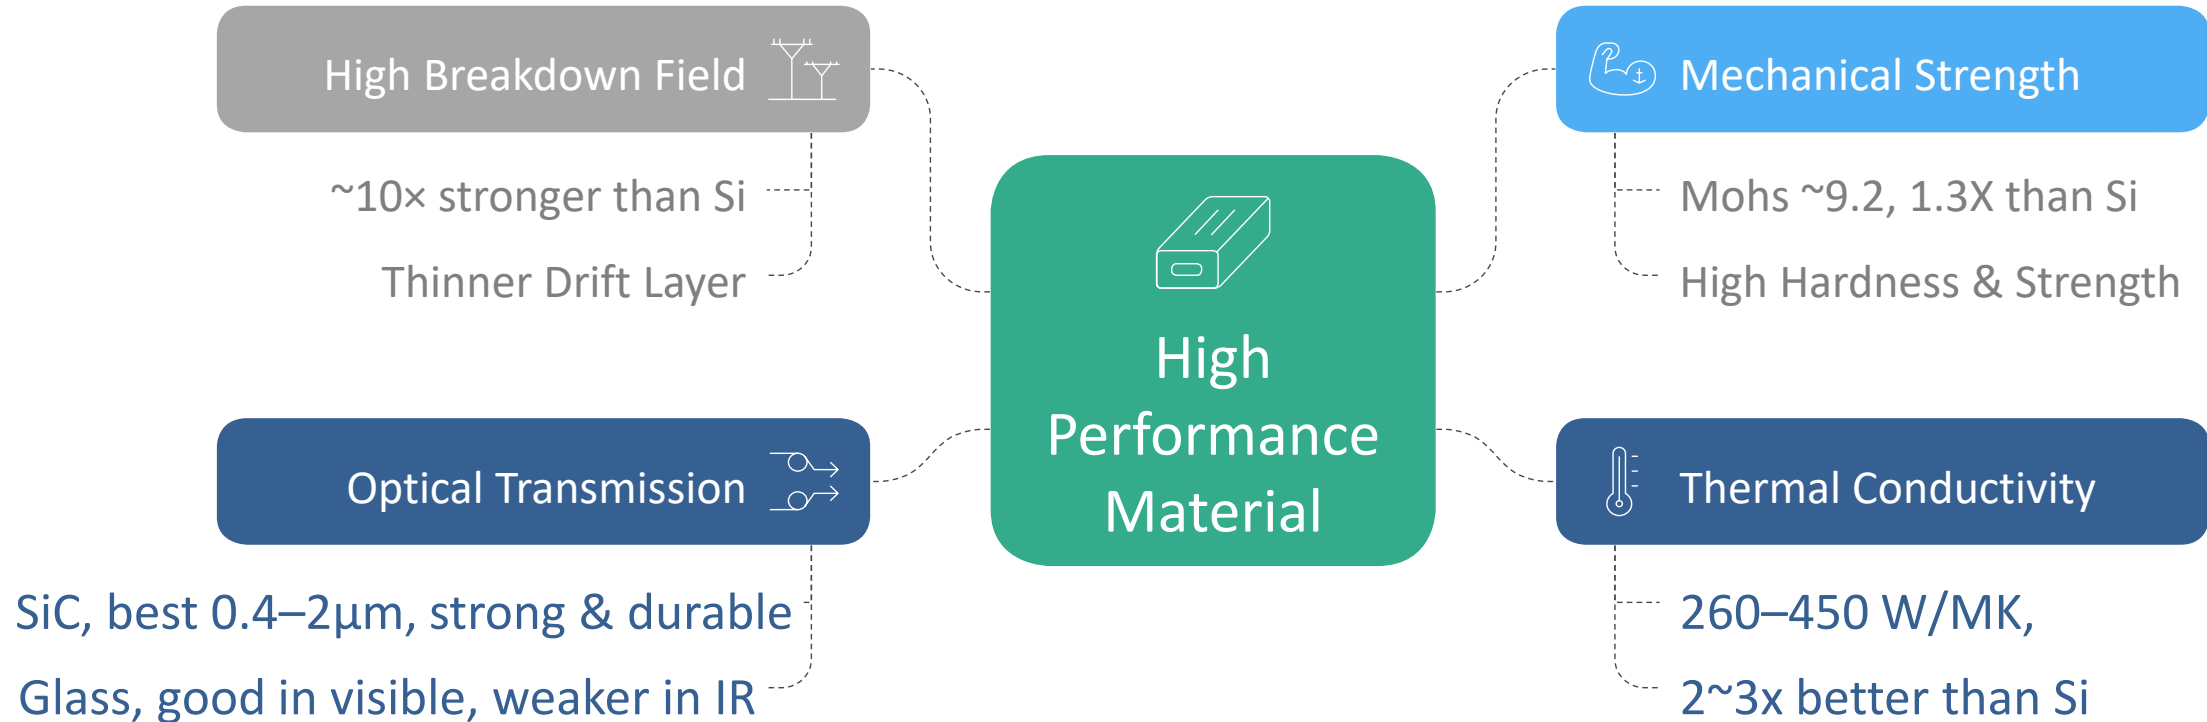 High Breakdown Field
~10× stronger than Si
Thinner Drift Layer
Optical Transmission
SiC, best 0.4–2µm, strong & durable
Glass, good in visible, weaker in IR
High
Performance
Material
Mechanical Strength
Mohs ~9.2, 1.3X than Si
High Hardness & Strength
Thermal Conductivity
260–450 W/MK,
2~3x better than Si